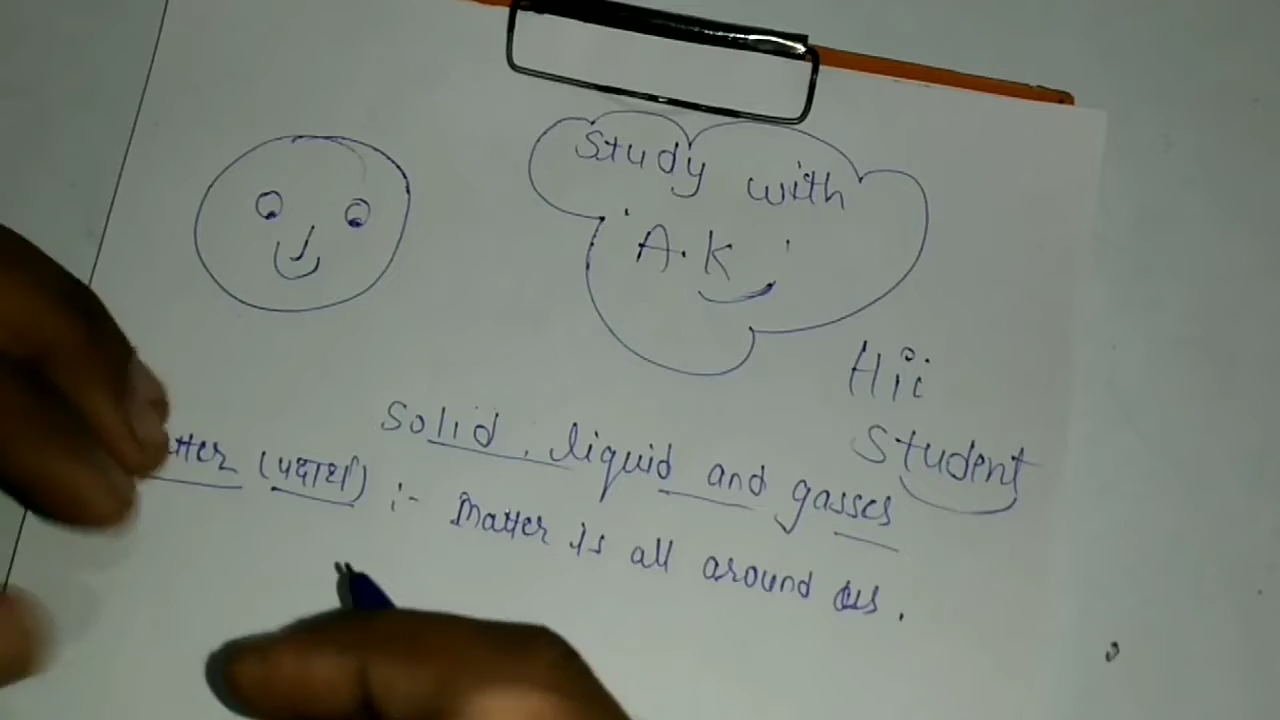 Study with
'A.K'
Hii
Student
Solid, liquid and gasses
(पदार्थ) :- Matter is all around us.